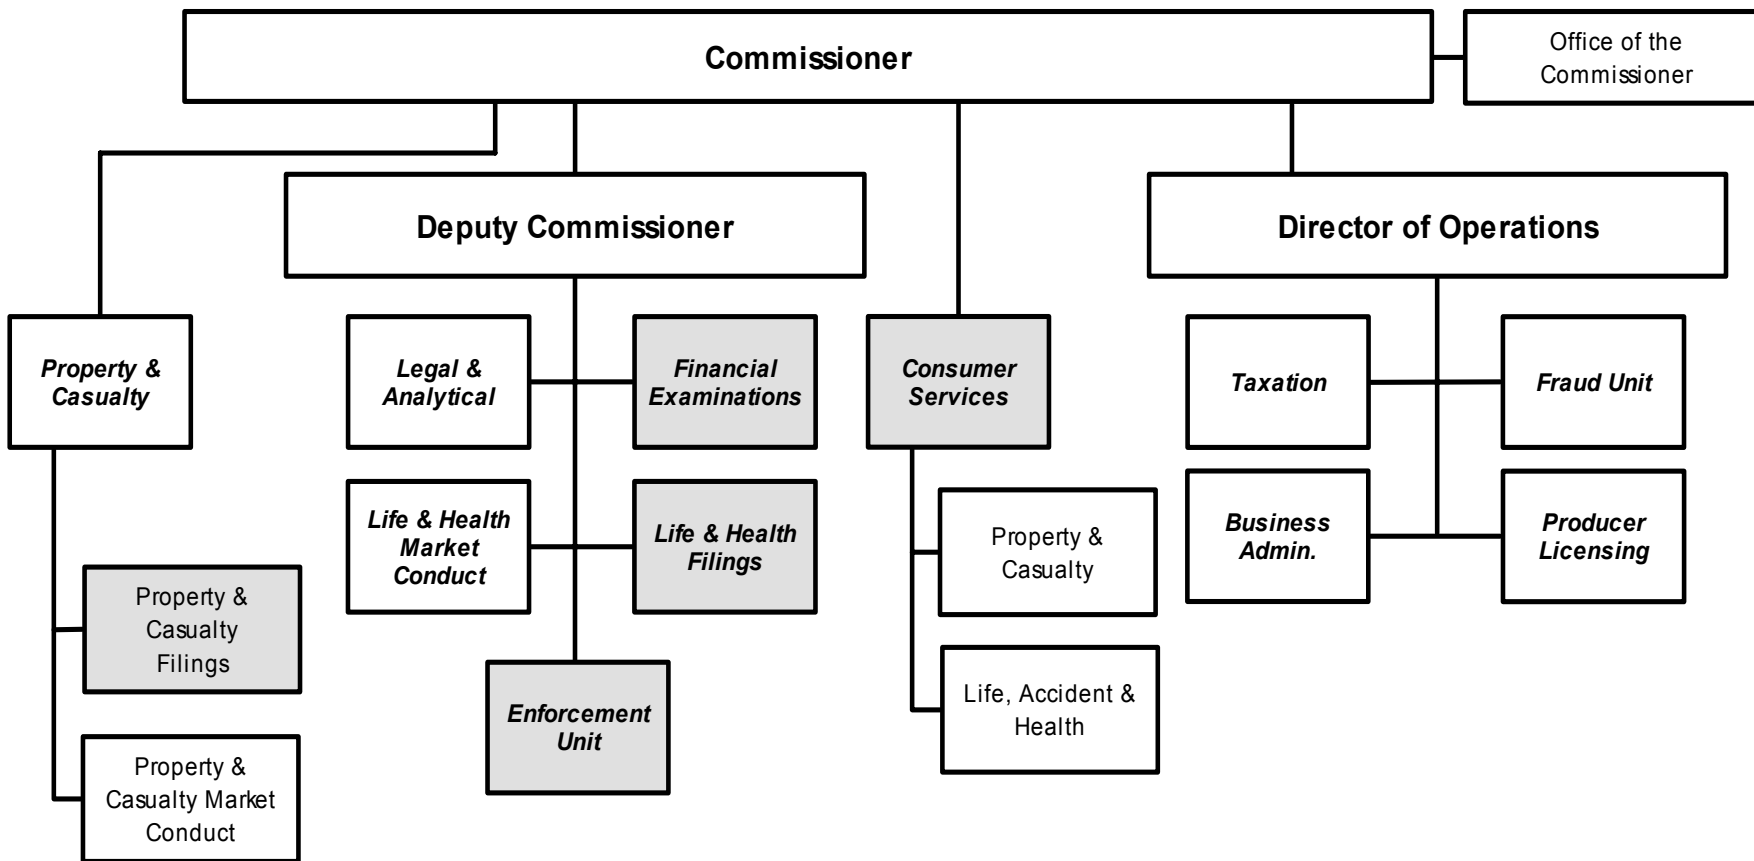 Commissioner
Office of the
Commissioner
Deputy Commissioner
Director of Operations
Property &
Casualty
Legal &
Analytical
Financial
Examinations
Consumer
Services
Taxation
Fraud Unit
Life & Health
Market
Conduct
Life & Health
Filings
Property &
Casualty
Business
Admin.
Producer
Licensing
Property &
Casualty
Filings
Enforcement
Unit
Life, Accident &
Health
Property &
Casualty Market
Conduct